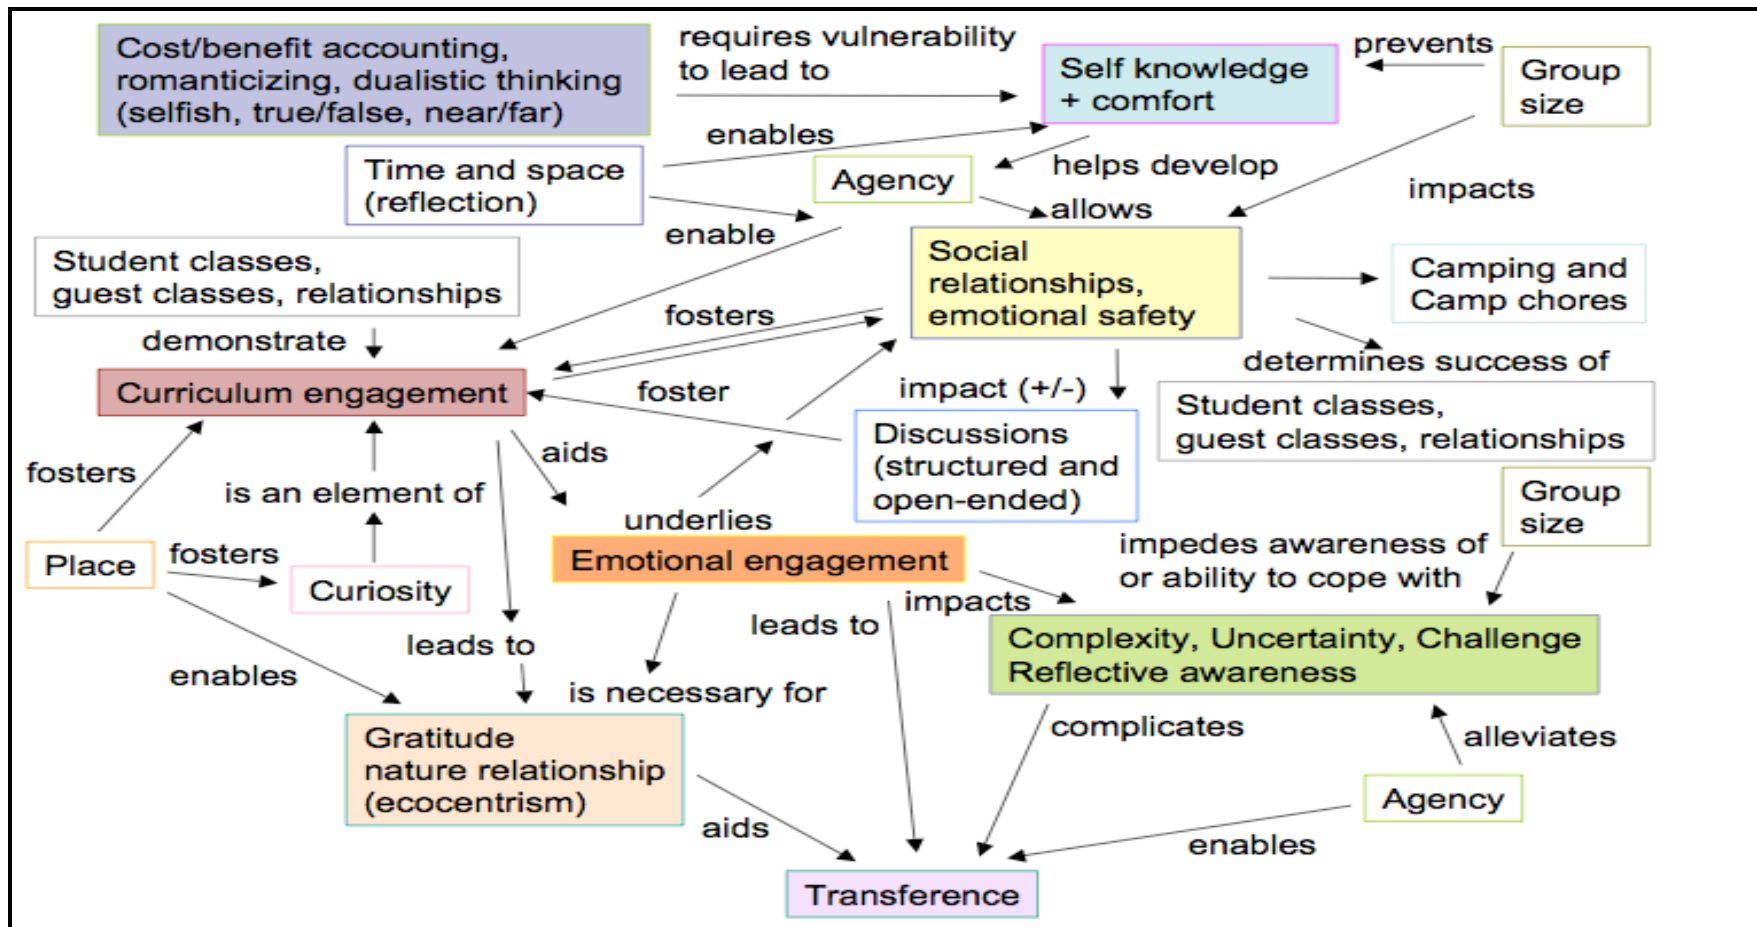 Cost/benefit accounting,
romanticizing, dualistic thinking
(selfish, true/false, near/far)
requires vulnerability
to lead to
Self knowledge
+ comfort
prevents
Group
size
enables
Time and space
(reflection)
Agency
helps develop
impacts
allows
enable
Student classes,
guest classes, relationships
Social
relationships,
emotional safety
Camping and
Camp chores
fosters
demonstrate
determines success of
Curriculum engagement
foster
impact (+/-)
Student classes,
guest classes, relationships
Discussions
(structured and
open-ended)
aids
fosters
is an element of
underlies
Group
size
Place
fosters
Curiosity
Emotional engagement
impedes awareness of
or ability to cope with
impacts
leads to
leads to
Complexity, Uncertainty, Challenge
Reflective awareness
enables
is necessary for
Gratitude
nature relationship
(ecocentrism)
complicates
alleviates
Agency
aids
enables
Transference